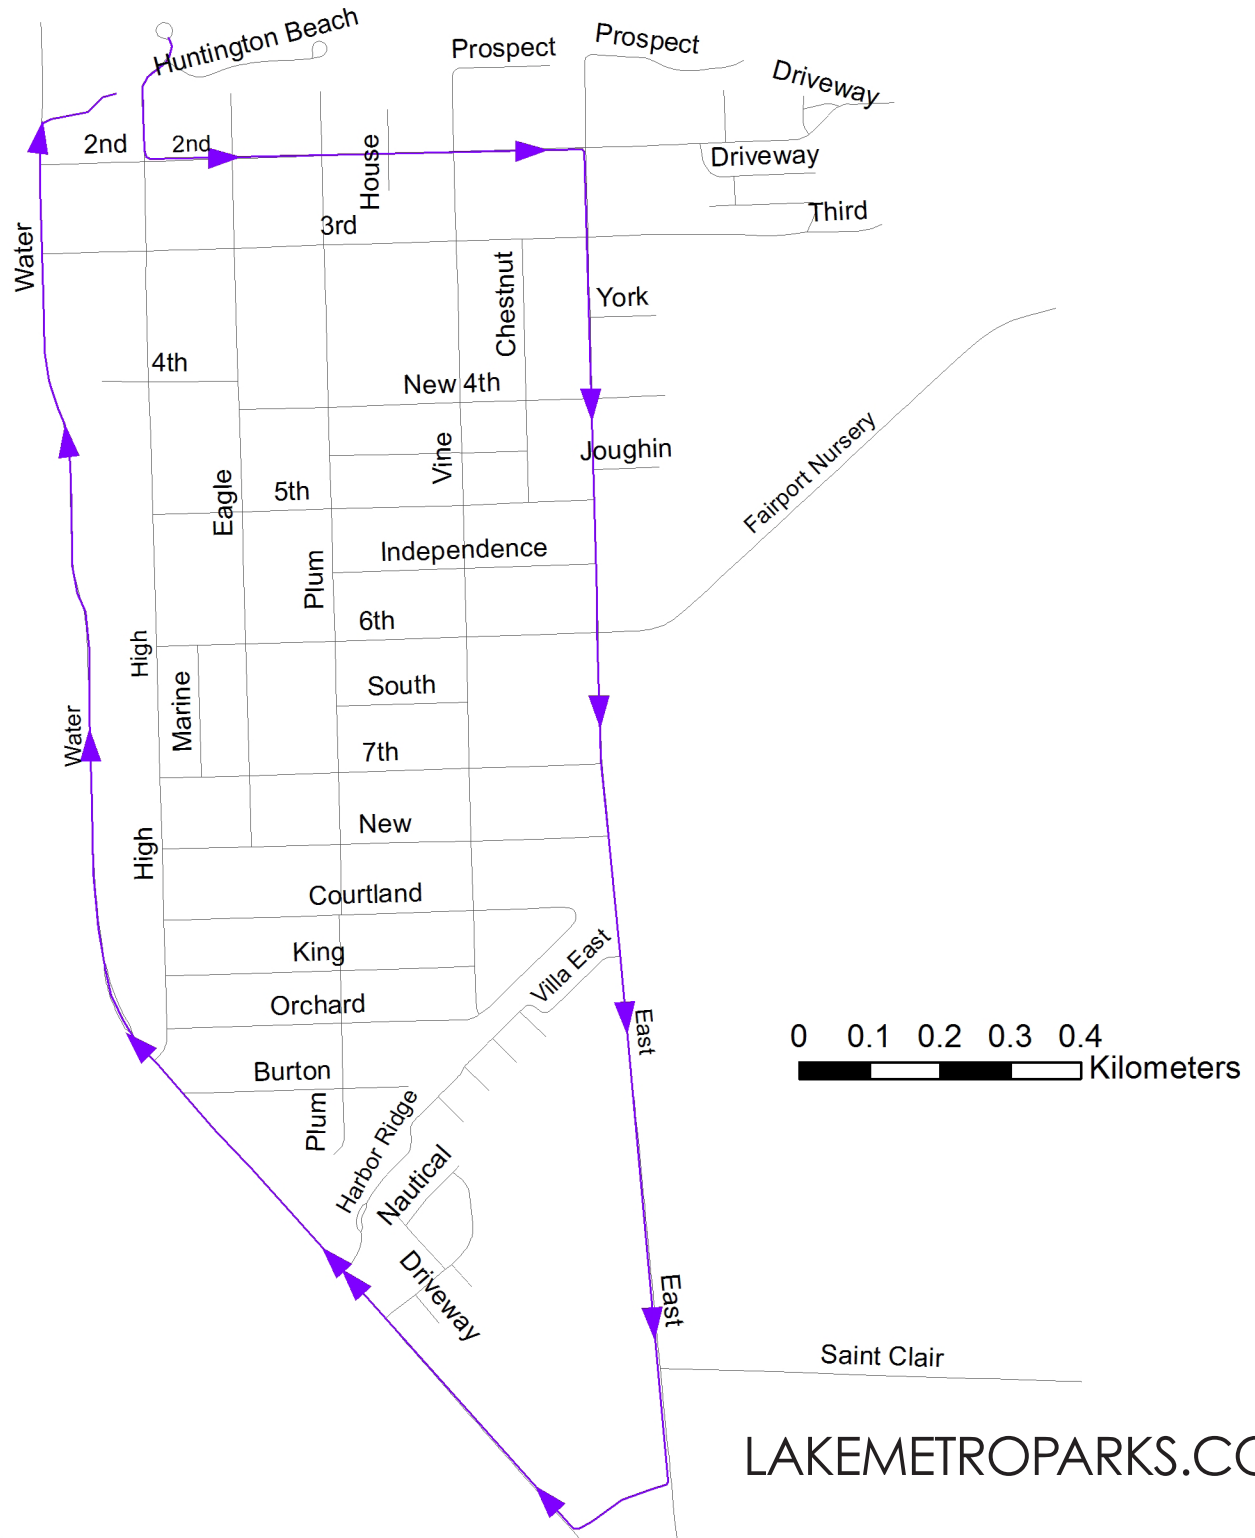 Huntington Beach
Prospect
Prospect
Driveway
2nd
2nd
House
Driveway
3rd
Third
Water
Chestnut
York
4th
New 4th
Vine
Joughin
Eagle
5th
Fairport Nursery
Independence
Plum
6th
High
South
Marine
Water
7th
New
High
Courtland
King
Villa East
Orchard
East
0 0.1 0.2 0.3 0.4
Kilometers
Burton
Plum
Harbor Ridge
Nautical
Driveway
East
Saint Clair
LAKEMETROPARKS.CO